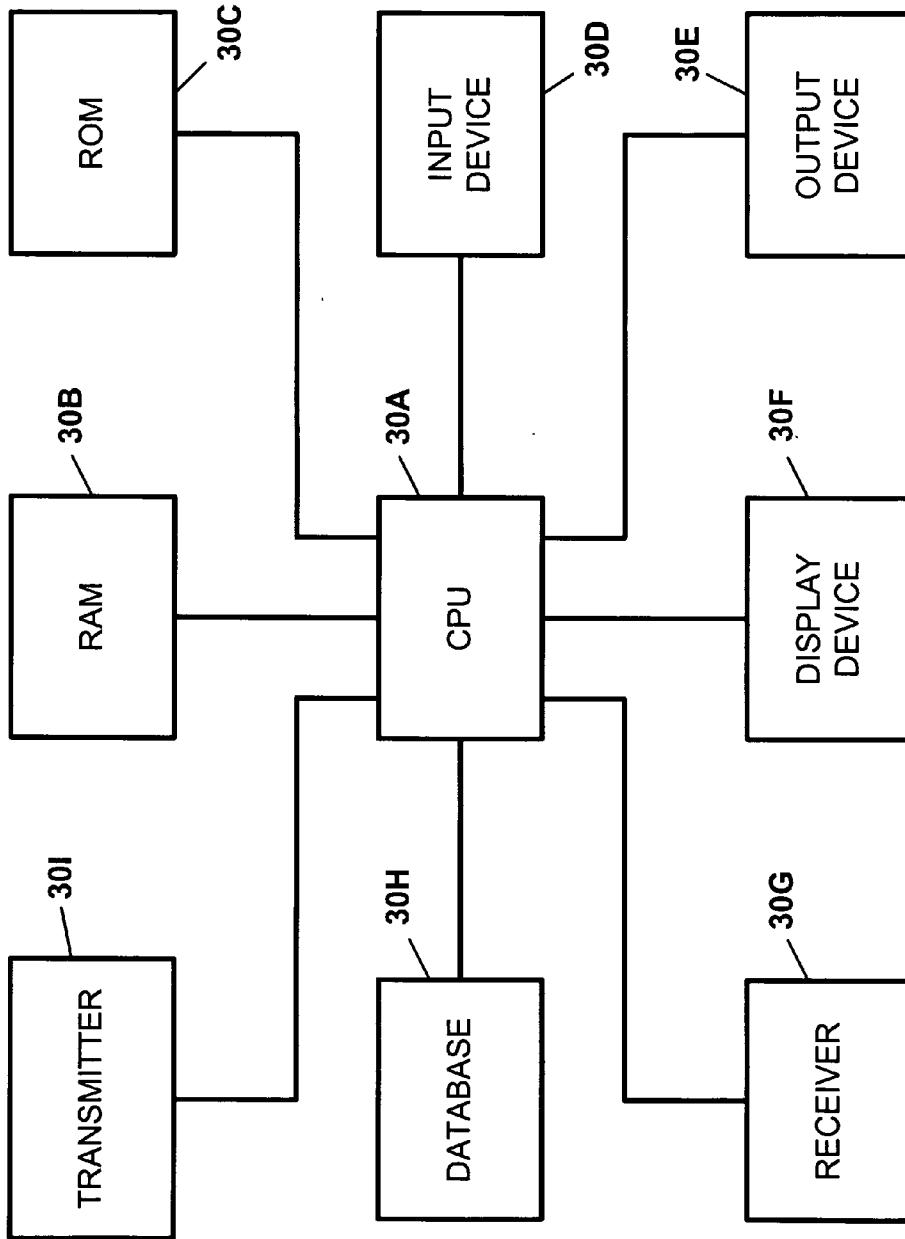 TRANSMITTER
30I
RAM
30B
ROM
30C
DATABASE
30H
CPU
30A
INPUT
DEVICE
30D
RECEIVER
30G
DISPLAY
DEVICE
30F
OUTPUT
DEVICE
30E